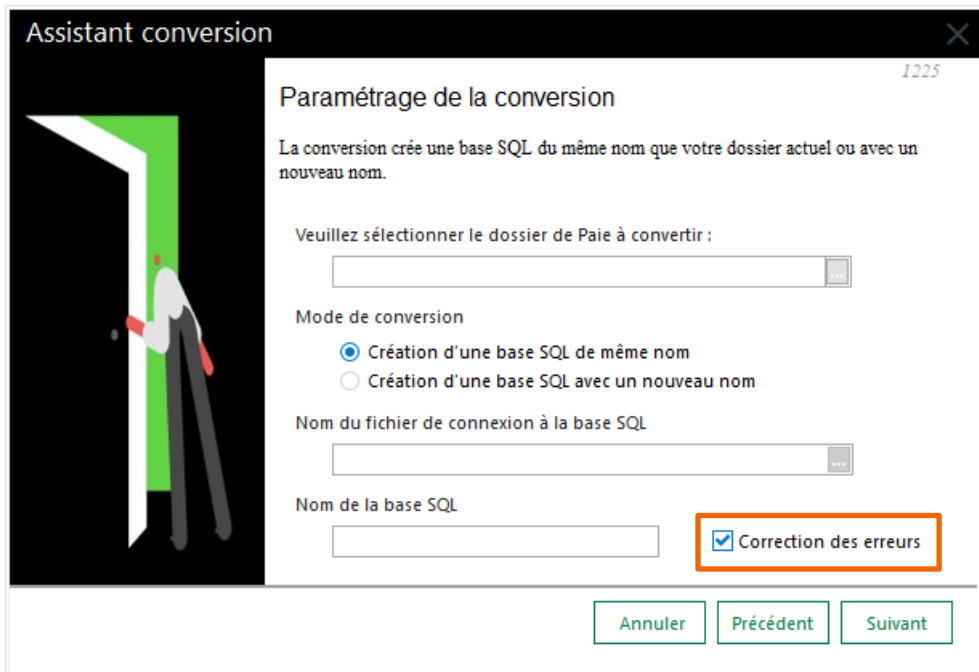 Assistant conversion
1225
Paramétrage de la conversion
La conversion crée une base SQL du même nom que votre dossier actuel ou avec un
nouveau nom.
Veuillez sélectionner le dossier de Paie à convertir :
...
Mode de conversion
Création d'une base SQL de même nom
Création d'une base SQL avec un nouveau nom
Nom du fichier de connexion à la base SQL
...
Nom de la base SQL
Correction des erreurs
Annuler
Précédent
Suivant